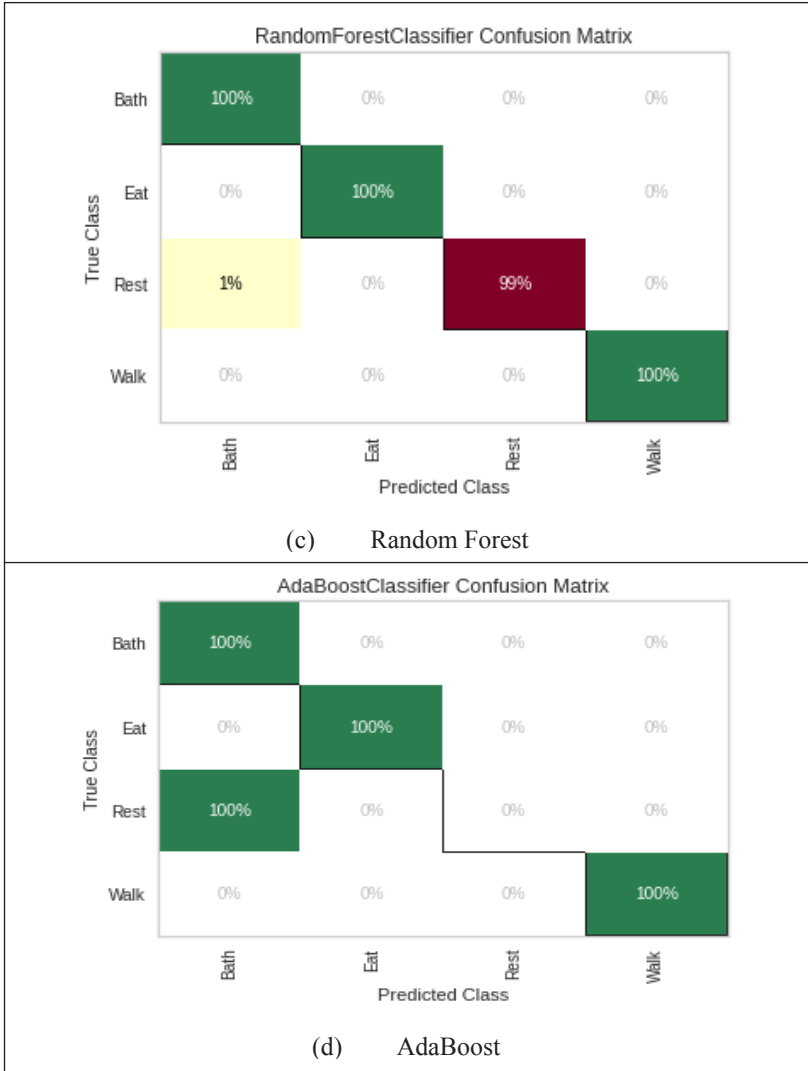 RandomForestClassifier Confusion Matrix
True Class
Bath 100% 0% 0% 0%
Eat 0% 100% 0% 0%
Rest 1% 0% 99% 0%
Walk 0% 0% 0% 100%
Bath Eat Rest Walk
Predicted Class
(c) Random Forest
AdaBoostClassifier Confusion Matrix
True Class
Bath 100% 0% 0% 0%
Eat 0% 100% 0% 0%
Rest 100% 0% 0% 0%
Walk 0% 0% 0% 100%
Bath Eat Rest Walk
Predicted Class
(d) AdaBoost